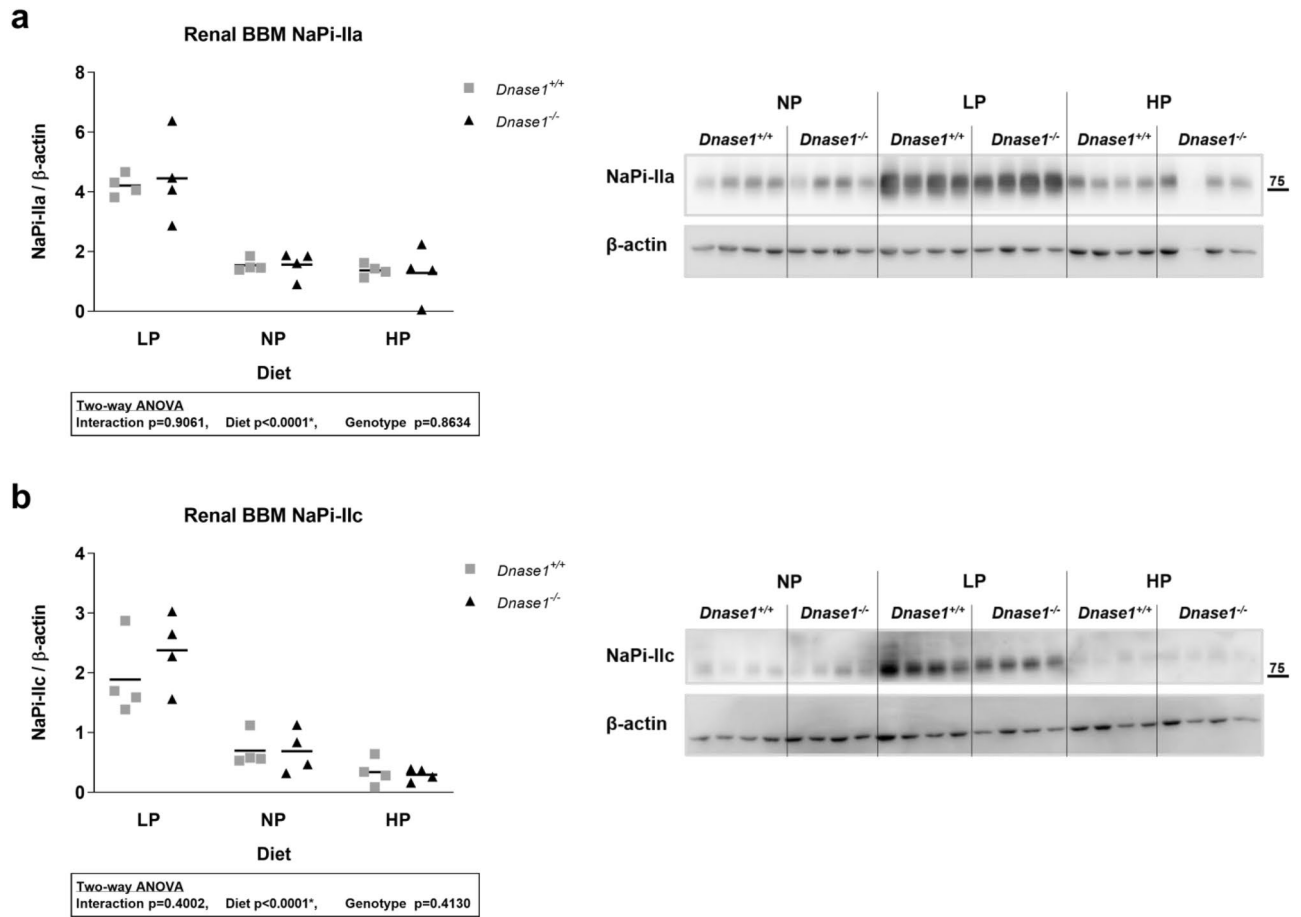 a
Renal BBM NaPi-IIa
NaPi-IIa / β-actin
8
6
4
2
0
LP NP HP
Diet
Dnase1+/+
Dnase1-/-
Two-way ANOVA
Interaction p=0.9061, Diet p<0.0001*, Genotype p=0.8634
NP LP HP
Dnase1+/+ Dnase1-/- Dnase1+/+ Dnase1-/- Dnase1+/+ Dnase1-/-
NaPi-IIa
75
β-actin
b
Renal BBM NaPi-IIc
NaPi-IIc / β-actin
4
3
2
1
0
LP NP HP
Diet
Dnase1+/+
Dnase1-/-
Two-way ANOVA
Interaction p=0.4002, Diet p<0.0001*, Genotype p=0.4130
NP LP HP
Dnase1+/+ Dnase1-/- Dnase1+/+ Dnase1-/- Dnase1+/+ Dnase1-/-
NaPi-IIc
75
β-actin